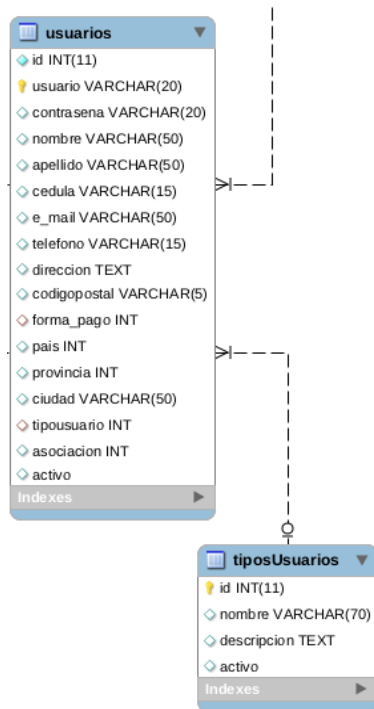 usuarios
id INT(11)
usuario VARCHAR(20)
contrasena VARCHAR(20)
nombre VARCHAR(50)
apellido VARCHAR(50)
cedula VARCHAR(15)
e_mail VARCHAR(50)
telefono VARCHAR(15)
direccion TEXT
codigopostal VARCHAR(5)
forma_pago INT
pais INT
provincia INT
ciudad VARCHAR(50)
tipousuario INT
asociacion INT
activo
Indexes
tiposUsuarios
id INT(11)
nombre VARCHAR(70)
descripcion TEXT
activo
Indexes